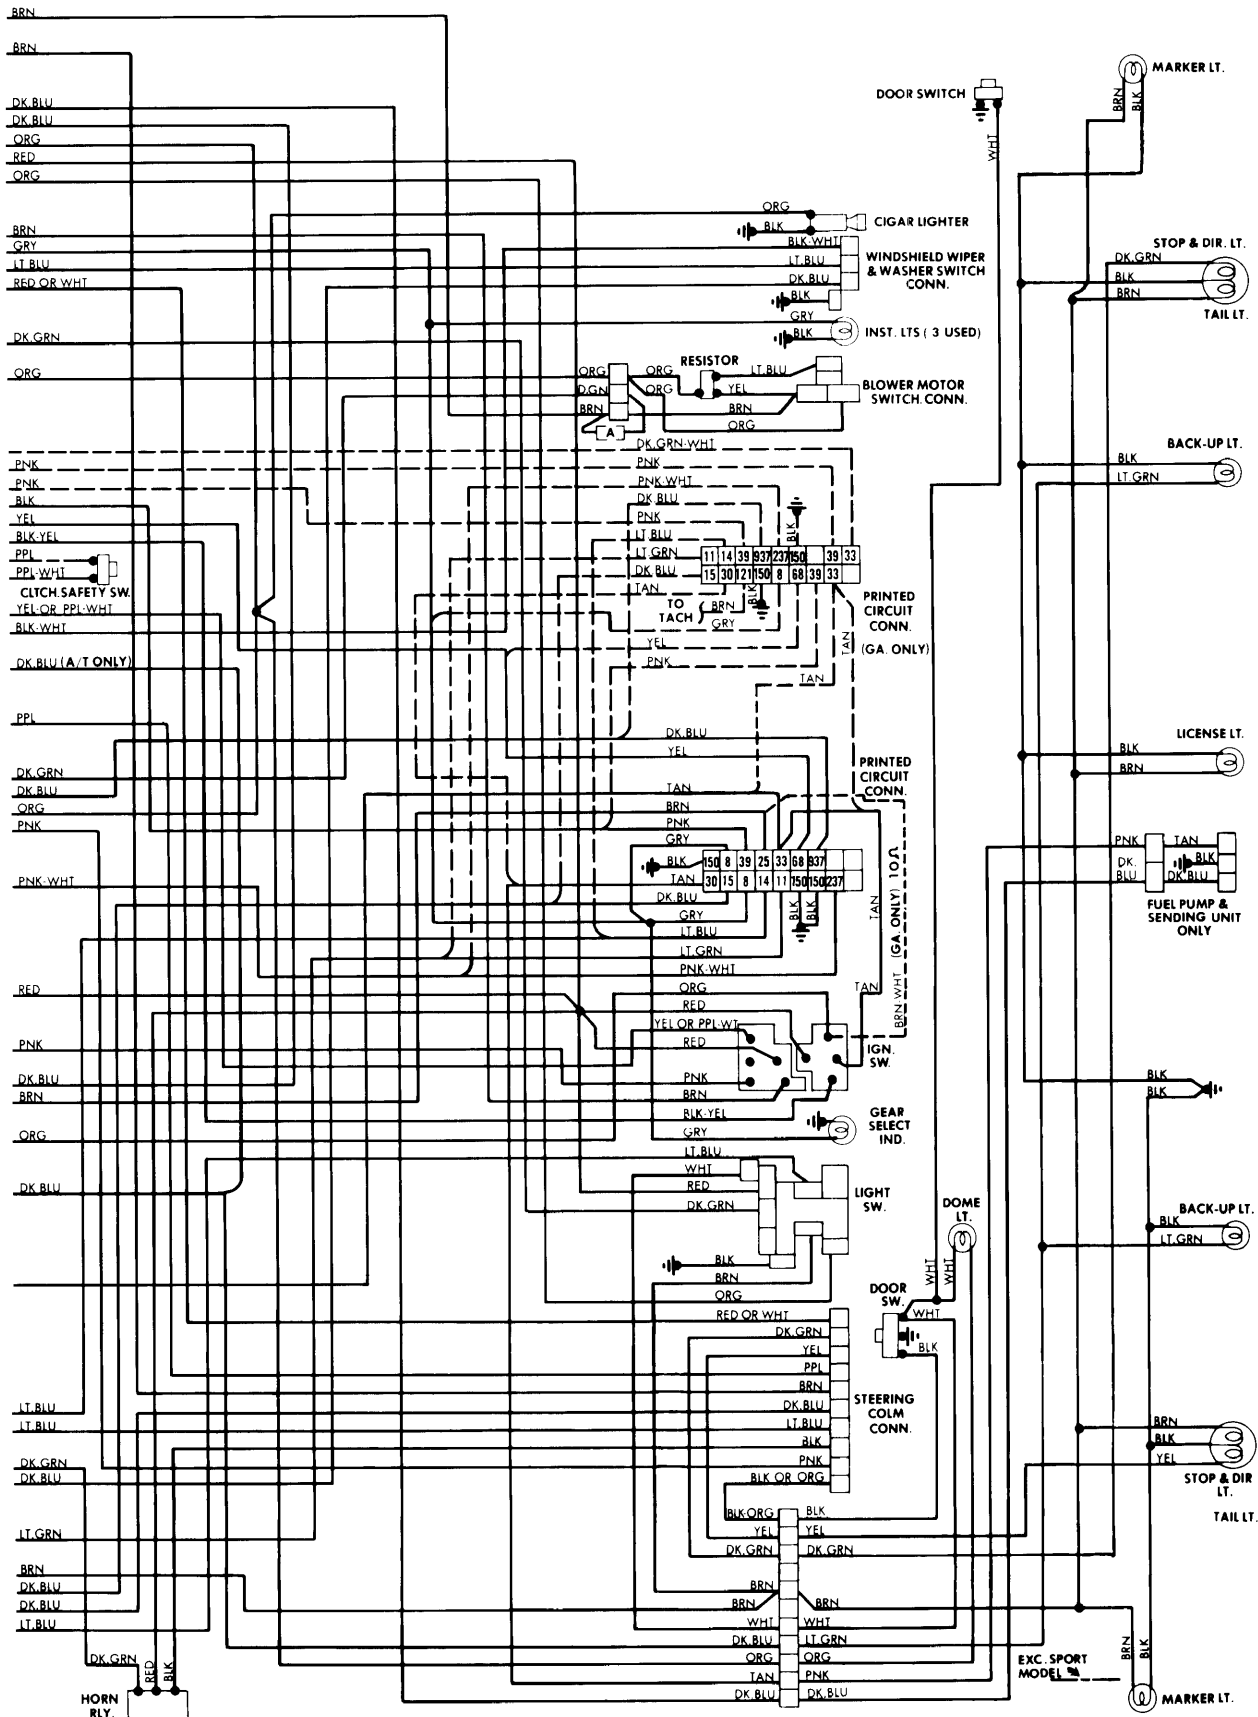 BRN
BRN
DK.BLU
DK.BLU
ORG
RED
ORG
BRN
GRY
LT.BLU
RED OR WHT
DK.GRN
ORG
PNK
PNK
BLK
YEL
BLK-YEL
PPL
PPL-WHT
CLTCH.SAFETY SW.
YEL-OR PPL-WHT
BLK-WHT
DK.BLU (A/T ONLY)
PPL
DK.GRN
DK.BLU
ORG
PNK
PNK-WHT
RED
PNK
DK.BLU
BRN
ORG
DK.BLU
LT.BLU
LT.BLU
DK.GRN
DK.BLU
LT.GRN
BRN
DK.BLU
DK.BLU
LT.BLU
DK.GRN
RED
BLK
HORN
RLY.
DOOR SWITCH
WHT
ORG
BLK
CIGAR LIGHTER
BLK-WHT
LT.BLU
DK.BLU
BLK
WINDSHIELD WIPER
& WASHER SWITCH
CONN.
GRY
BLK
INST. LTS ( 3 USED)
RESISTOR
ORG
D.GN
BRN
A
ORG
ORG
LT.BLU
YEL
BRN
ORG
BLOWER MOTOR
SWITCH.CONN.
DK.GRN-WHT
PNK
PNK-WHT
DK.BLU
PNK
LT.BLU
LT.GRN
DK.BLU
TAN
BLK
11 14 39 937 237 150 39 33
15 30 121 150 8 68 39 33
TO
TACH
BRN
BLK
GRY
YEL
PNK
TAN
TAN
PRINTED
CIRCUIT
CONN.
(GA. ONLY)
DK.BLU
YEL
TAN
BRN
PNK
GRY
BLK
TAN
DK.BLU
GRY
LT.BLU
LT.GRN
PNK-WHT
PRINTED
CIRCUIT
CONN.
150 8 39 25 33 68 937
30 15 8 14 11 150 150 237
BLK
BLK
TAN
BRN-WHT (GA.ONLY) 10Ω
ORG
RED
YEL OR PPL-WT
RED
PNK
BRN
BLK-YEL
GRY
TAN
IGN.
SW.
GEAR
SELECT
IND.
LT.BLU
WHT
RED
DK.GRN
BLK
BRN
ORG
LIGHT
SW.
DOME
LT.
WHT
WHT
DOOR
SW.
WHT
BLK
RED OR WHT
DK.GRN
YEL
PPL
BRN
DK.BLU
LT.BLU
BLK
PNK
BLK OR ORG
STEERING
COLM
CONN.
BLK-ORG
YEL
DK.GRN
BRN
BRN
WHT
DK.BLU
ORG
TAN
DK.BLU
BLK
YEL
DK.GRN
BRN
WHT
LT.GRN
ORG
PNK
DK.BLU
MARKER LT.
BRN
BLK
STOP & DIR. LT.
DK.GRN
BLK
BRN
TAIL LT.
BACK-UP LT.
BLK
LT.GRN
LICENSE LT.
BLK
BRN
PNK
DK.
BLU
TAN
BLK
DK.BLU
FUEL PUMP &
SENDING UNIT
ONLY
BLK
BLK
BACK-UP LT.
BLK
LT.GRN
BRN
BLK
YEL
STOP & DIR
LT.
TAIL LT.
BRN
BLK
EXC. SPORT
MODEL
MARKER LT.